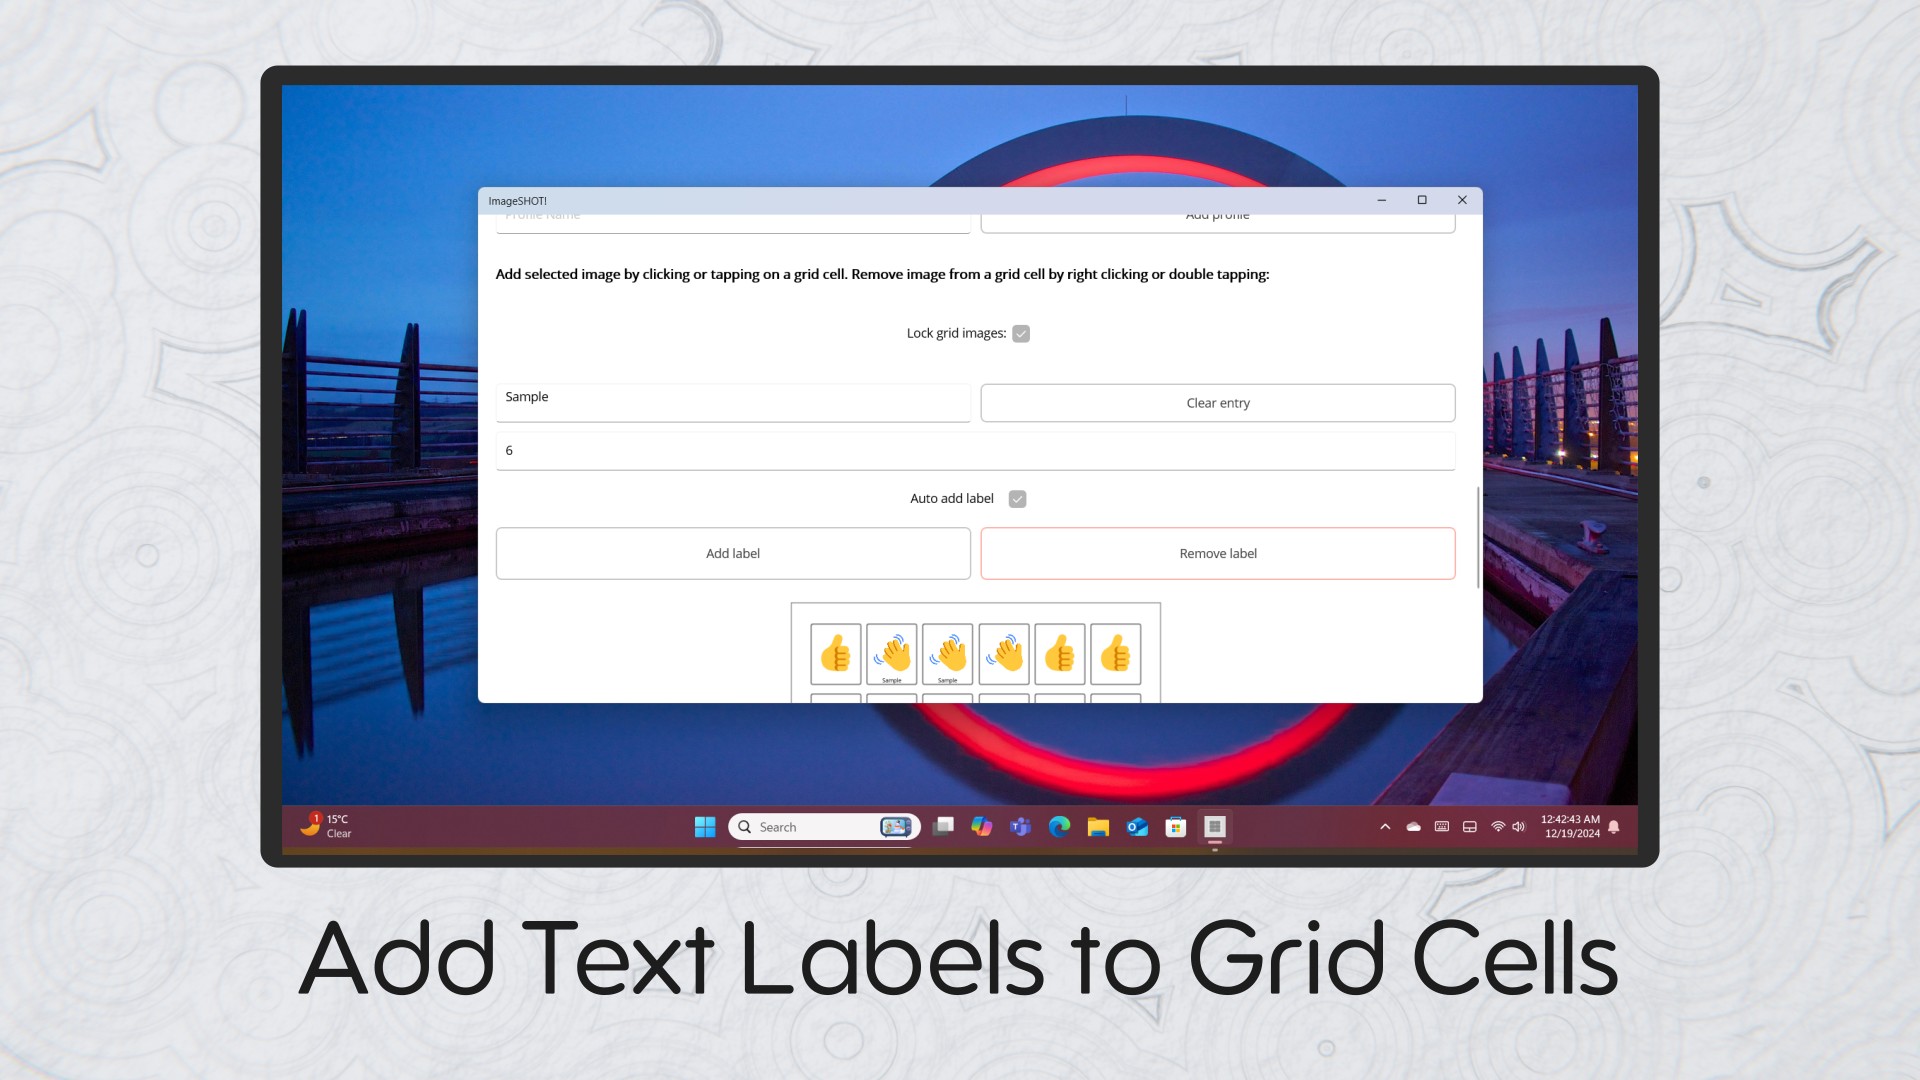 ImageSHOT!
Profile Name
Add profile
Add selected image by clicking or tapping on a grid cell. Remove image from a grid cell by right clicking or double tapping:
Lock grid images:
Sample
Clear entry
6
Auto add label
Add label
Remove label
Sample
Sample
1
15°C
Clear
Search
12:42:43 AM
12/19/2024
Add Text Labels to Grid Cells